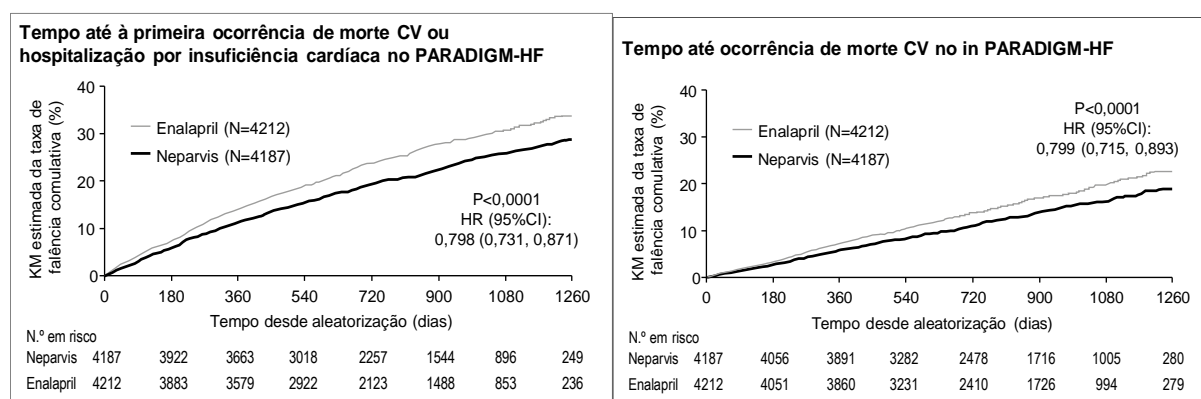 Tempo até à primeira ocorrência de morte CV ou
hospitalização por insuficiência cardíaca no PARADIGM-HF
KM estimada da taxa de
falência comulativa (%)
40
30
20
10
0
Enalapril (N=4212)
Neparvis (N=4187)
P<0,0001
HR (95%CI):
0,798 (0,731, 0,871)
0 180 360 540 720 900 1080 1260
Tempo desde aleatorização (dias)
N.º em risco
Neparvis 4187 3922 3663 3018 2257 1544 896 249
Enalapril 4212 3883 3579 2922 2123 1488 853 236
Tempo até ocorrência de morte CV no in PARADIGM-HF
KM estimada da taxa de
falência comulativa (%)
40
30
20
10
0
Enalapril (N=4212)
Neparvis (N=4187)
P<0,0001
HR (95%CI):
0,799 (0,715, 0,893)
0 180 360 540 720 900 1080 1260
Tempo desde aleatorização (dias)
N.º em risco
Neparvis 4187 4056 3891 3282 2478 1716 1005 280
Enalapril 4212 4051 3860 3231 2410 1726 994 279